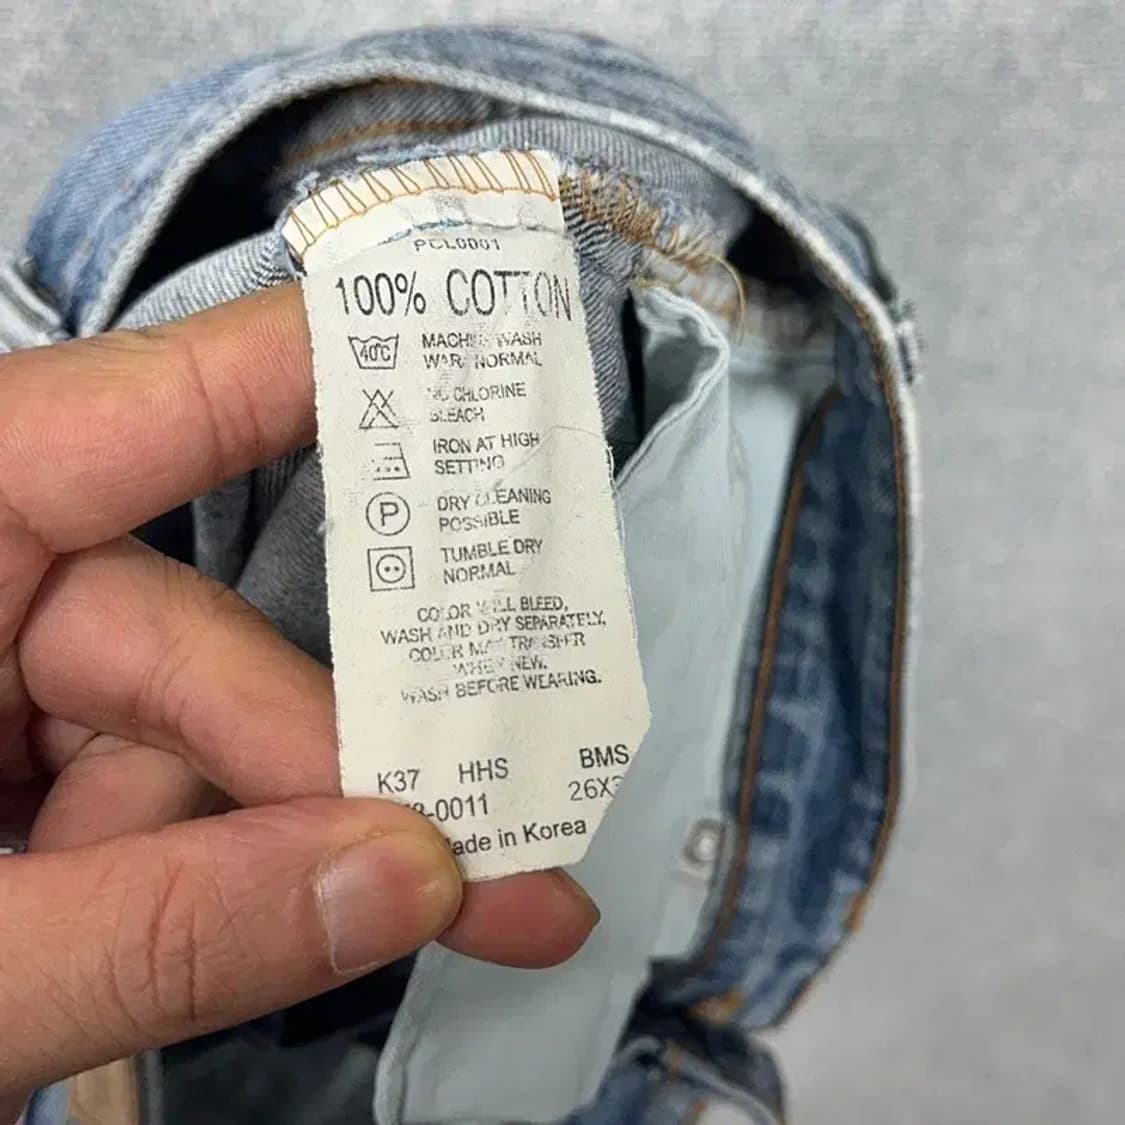 PCL0001
100% COTTON
40°C MACHINE WASH
WARM NORMAL
NO CHLORINE
BLEACH
IRON AT HIGH
SETTING
P DRY CLEANING
POSSIBLE
TUMBLE DRY
NORMAL
COLOR WILL BLEED,
WASH AND DRY SEPARATELY,
COLOR MAY TRANSFER
WHEN NEW.
WASH BEFORE WEARING.
K37 HHS BMS
-0011 26X3
Made in Korea